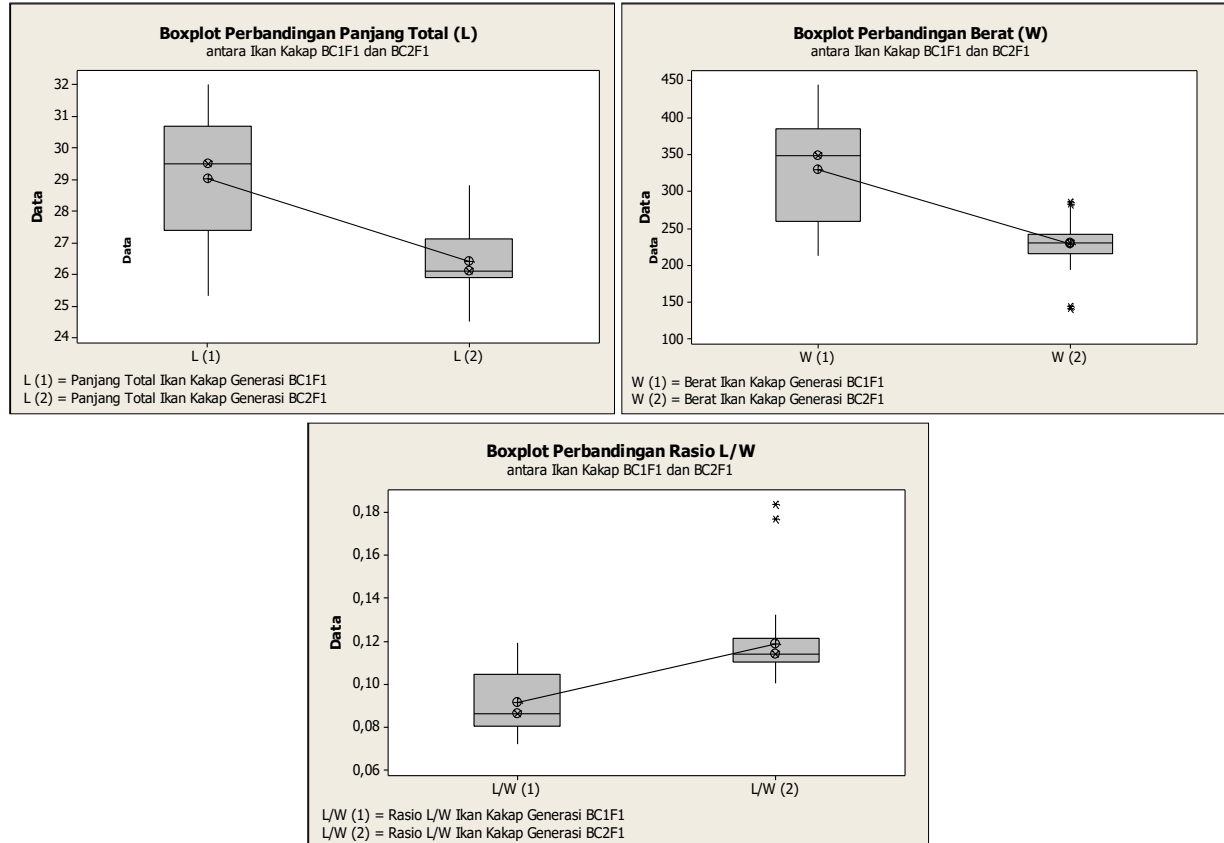 Boxplot Perbandingan Panjang Total (L)
antara Ikan Kakap BC1F1 dan BC2F1
32
31
30
29
28
27
26
25
24
Data
Data
L (1)
L (2)
L (1) = Panjang Total Ikan Kakap Generasi BC1F1
L (2) = Panjang Total Ikan Kakap Generasi BC2F1
Boxplot Perbandingan Berat (W)
antara Ikan Kakap BC1F1 dan BC2F1
450
400
350
300
250
200
150
100
Data
Data
W (1)
W (2)
W (1) = Berat Ikan Kakap Generasi BC1F1
W (2) = Berat Ikan Kakap Generasi BC2F1
Boxplot Perbandingan Rasio L/W
antara Ikan Kakap BC1F1 dan BC2F1
0,18
0,16
0,14
0,12
0,10
0,08
0,06
Data
L/W (1)
L/W (2)
L/W (1) = Rasio L/W Ikan Kakap Generasi BC1F1
L/W (2) = Rasio L/W Ikan Kakap Generasi BC2F1